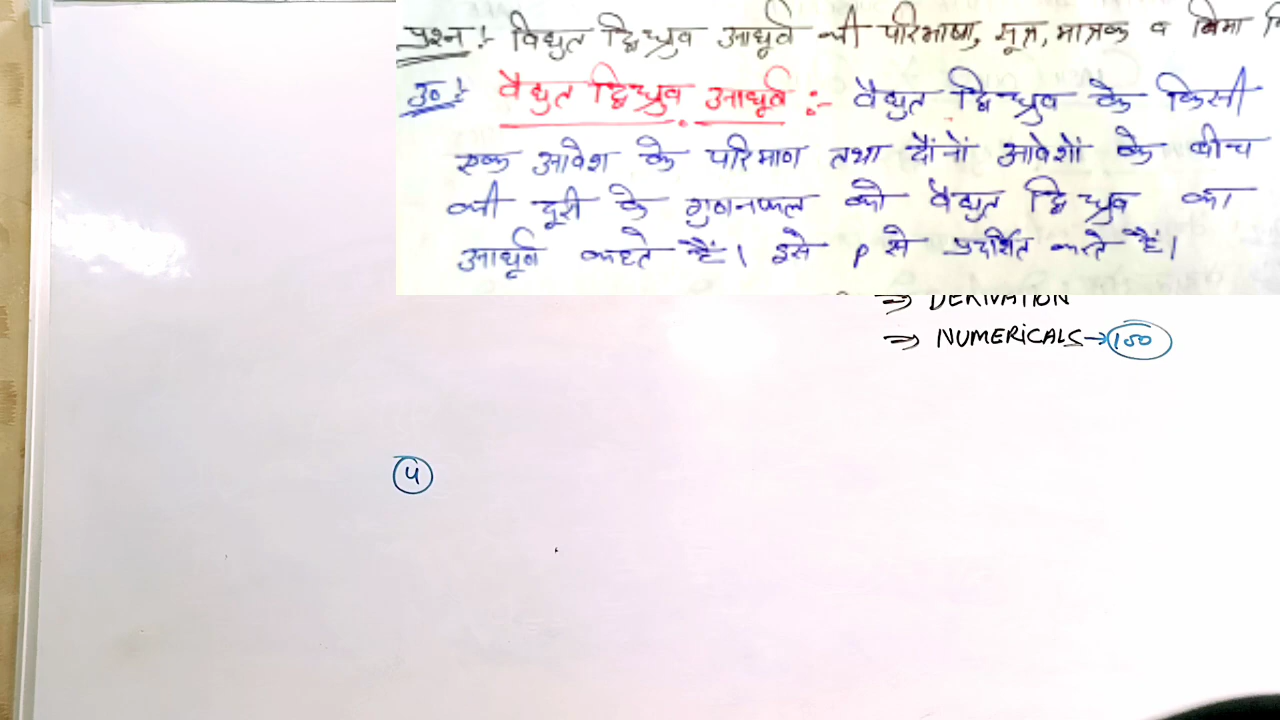 प्रश्न :- विद्युत द्विध्रुव आघूर्ण की परिभाषा, सूत्र, मात्रक व विमा
उ० :- वैद्युत द्विध्रुव आघूर्ण :- वैद्युत द्विध्रुव के किसी
एक आवेश के परिमाण तथा दोंनों आवेशों के बीच
की दूरी के गुणनफल को वैद्युत द्विध्रुव का
आघूर्ण कहते हैं। इसे p से प्रदर्शित करते हैं।
⇒ DERIVATION
⇒ NUMERICALS → 150
4